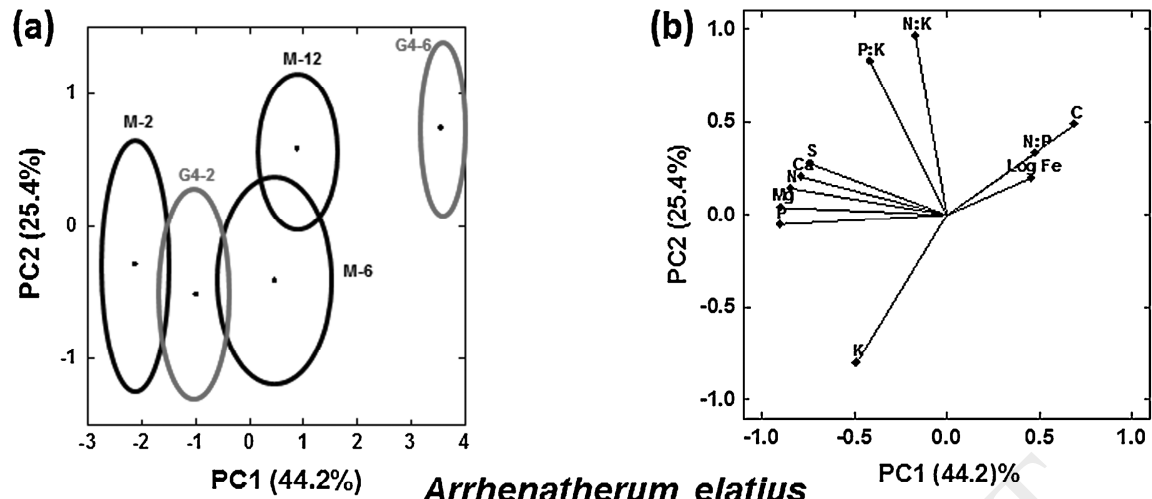 (a)
G4-6
M-12
M-2
G4-2
M-6
1
0
-1
PC2 (25.4%)
-3 -2 -1 0 1 2 3 4
PC1 (44.2%)
(b)
N:K
P:K
C
N:P
Log Fe
S
Ca
N
Mg
P
K
1.0
0.5
0.0
-0.5
-1.0
PC2 (25.4%)
-1.0 -0.5 0.0 0.5 1.0
PC1 (44.2)%
Arrhenatherum elatius